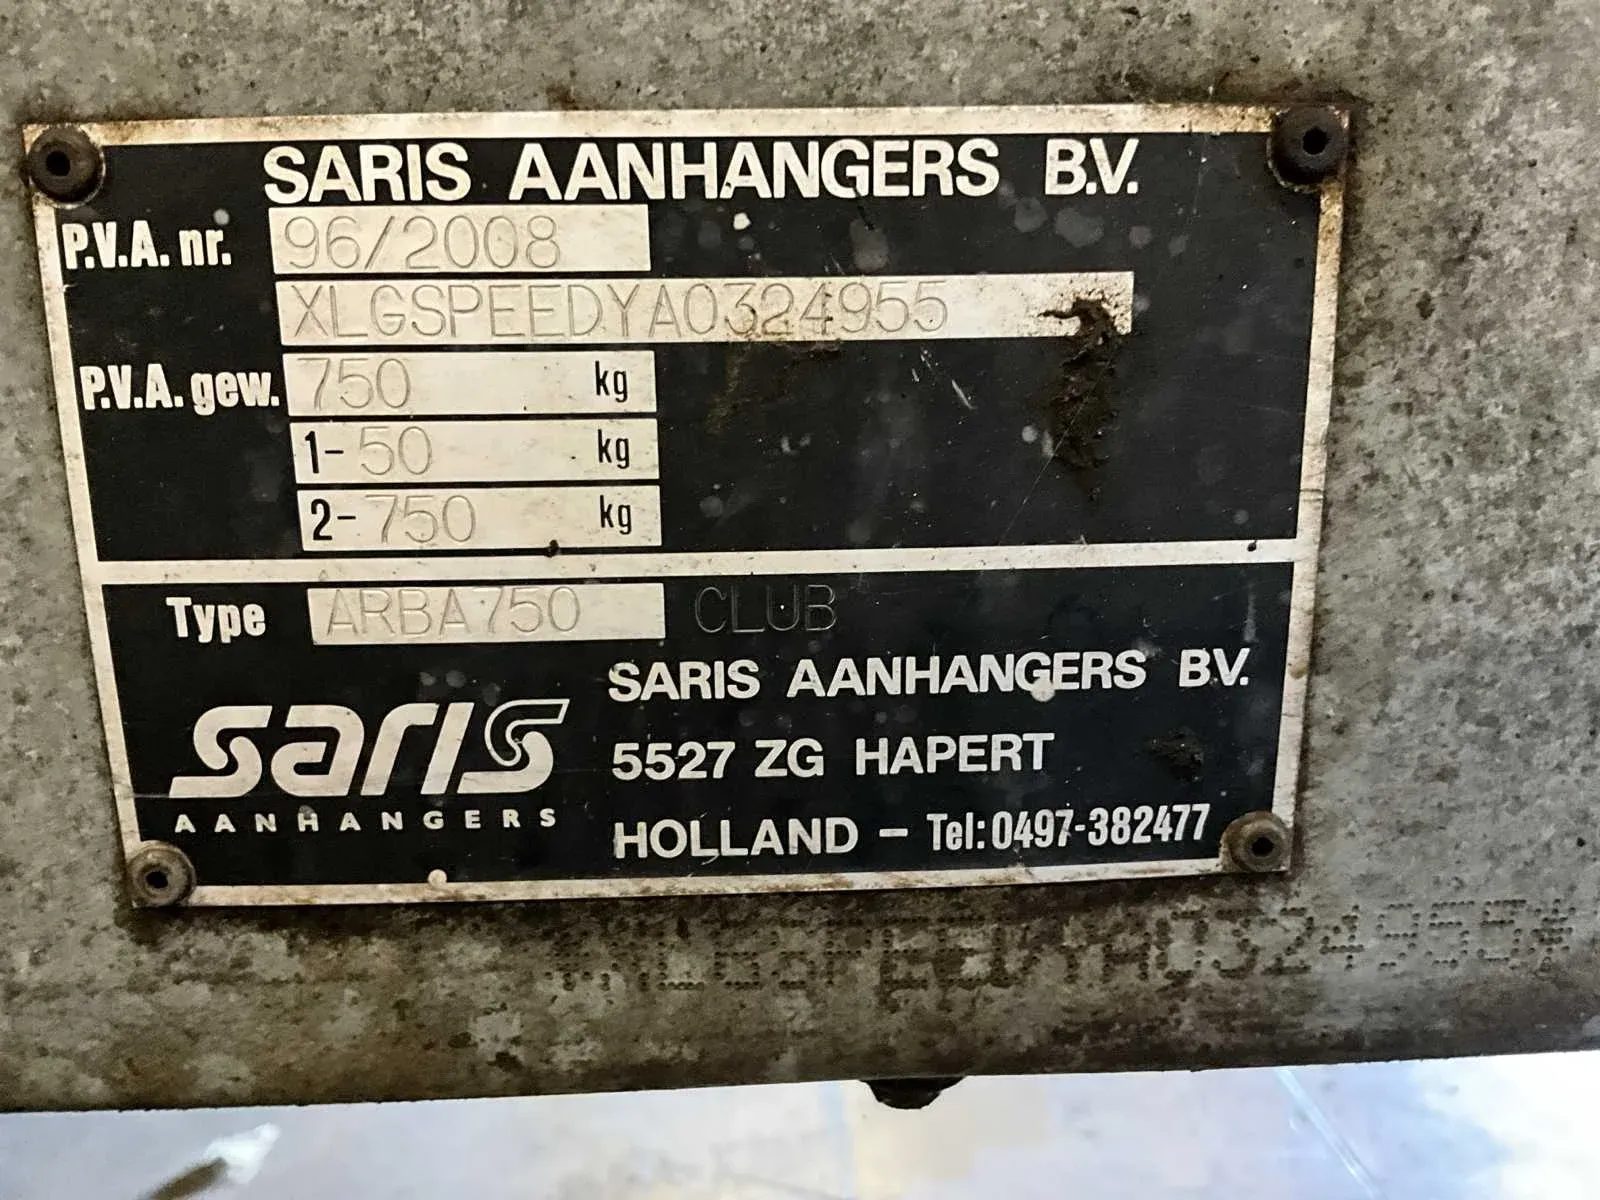 SARIS AANHANGERS B.V.
P.V.A. nr. 96/2008
XLGSPEEDYA0324955
P.V.A. gew. 750 kg
1- 50 kg
2- 750 kg
Type ARBA750 CLUB
saris
AANHANGERS
SARIS AANHANGERS B.V.
5527 ZG HAPERT
HOLLAND – Tel: 0497-382477